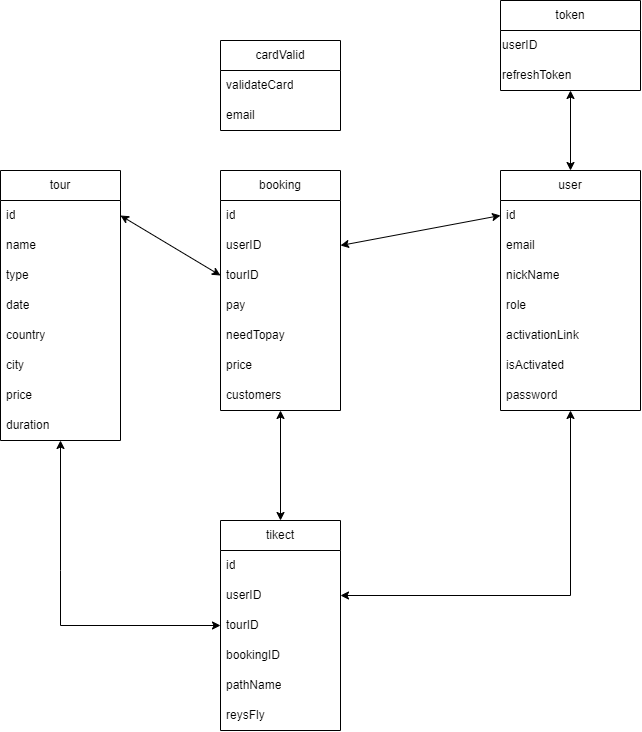 token
userID
refreshToken
cardValid
validateCard
email
tour
id
name
type
date
country
city
price
duration
booking
id
userID
tourID
pay
needTopay
price
customers
user
id
email
nickName
role
activationLink
isActivated
password
tikect
id
userID
tourID
bookingID
pathName
reysFly